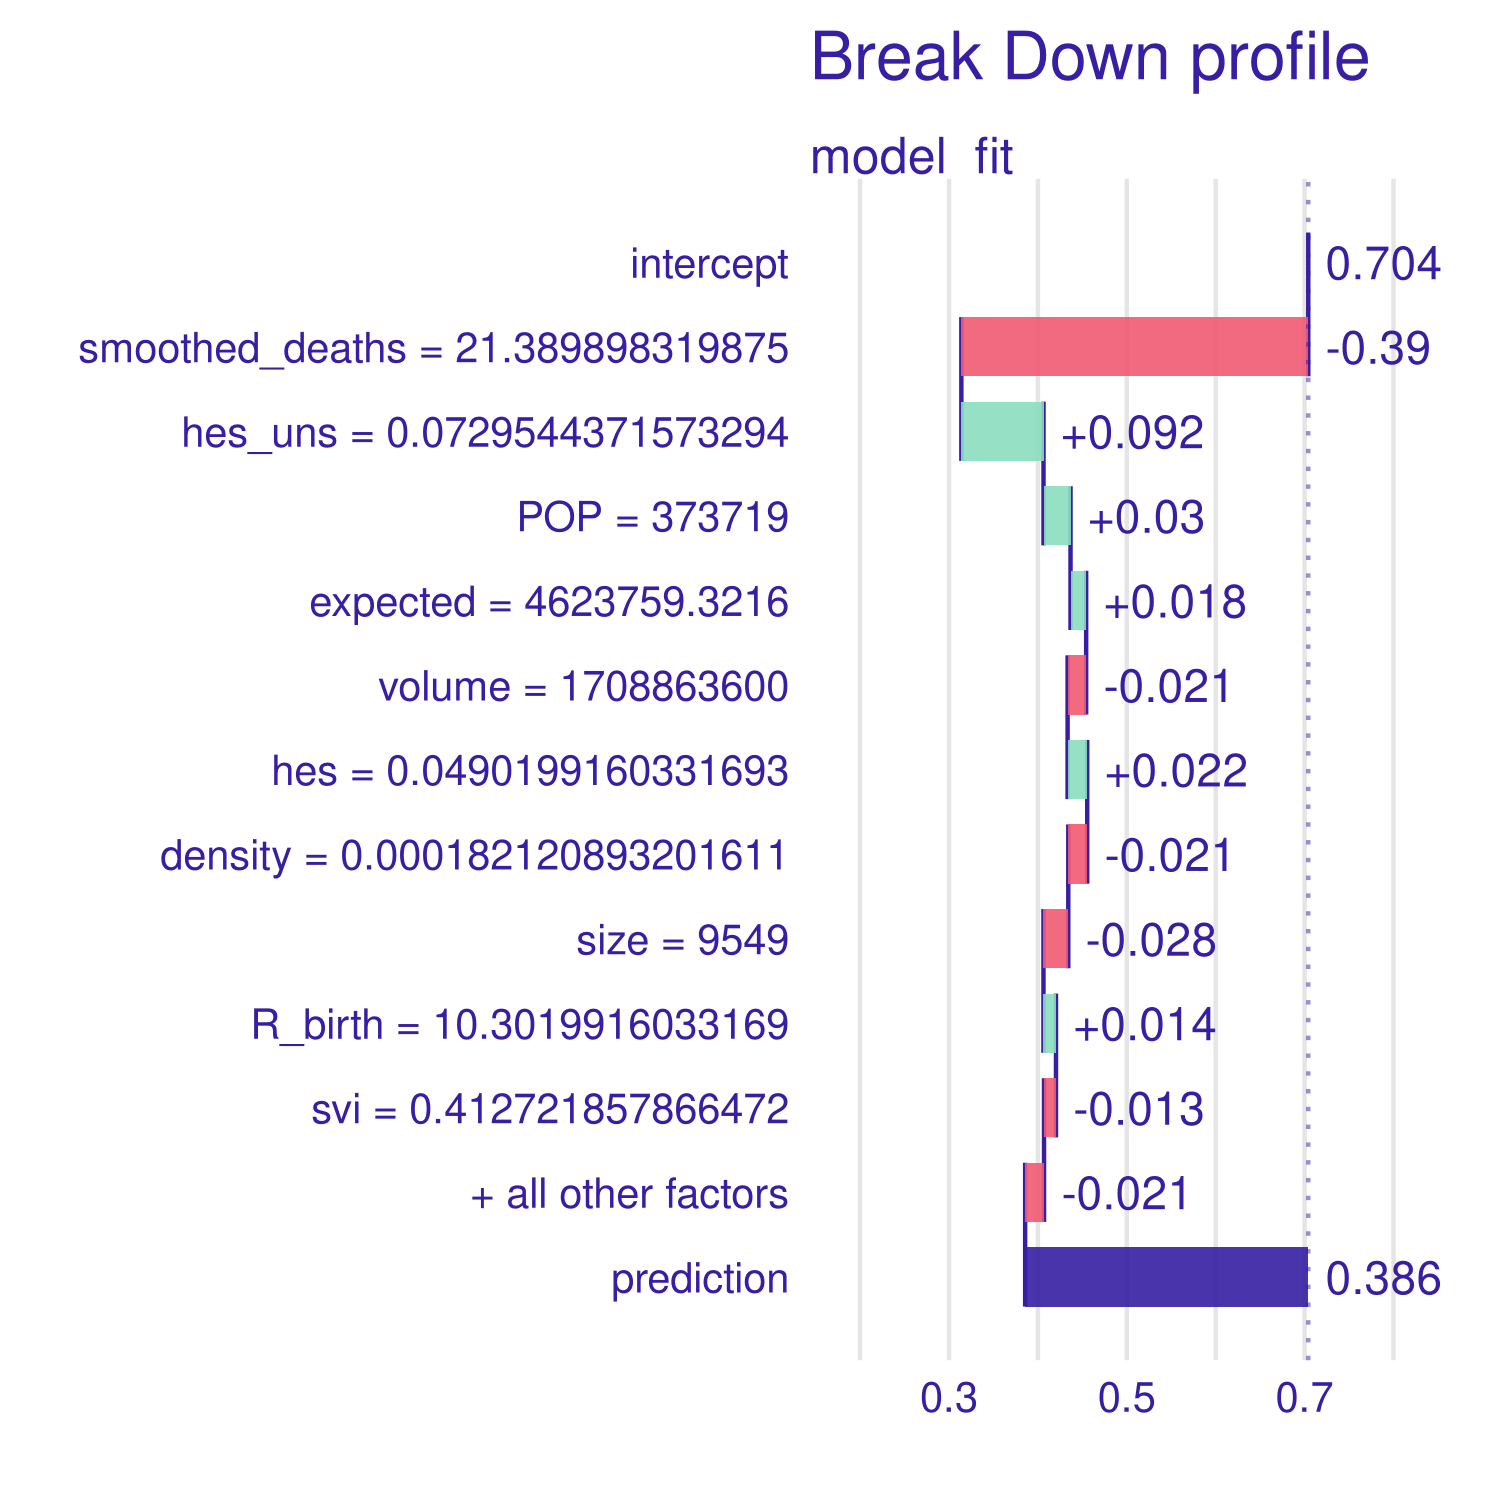 Break Down profile
model fit
intercept 0.704
smoothed_deaths = 21.389898319875 -0.39
hes_uns = 0.0729544371573294 +0.092
POP = 373719 +0.03
expected = 4623759.3216 +0.018
volume = 1708863600 -0.021
hes = 0.0490199160331693 +0.022
density = 0.000182120893201611 -0.021
size = 9549 -0.028
R_birth = 10.3019916033169 +0.014
svi = 0.412721857866472 -0.013
+ all other factors -0.021
prediction 0.386
0.3 0.5 0.7